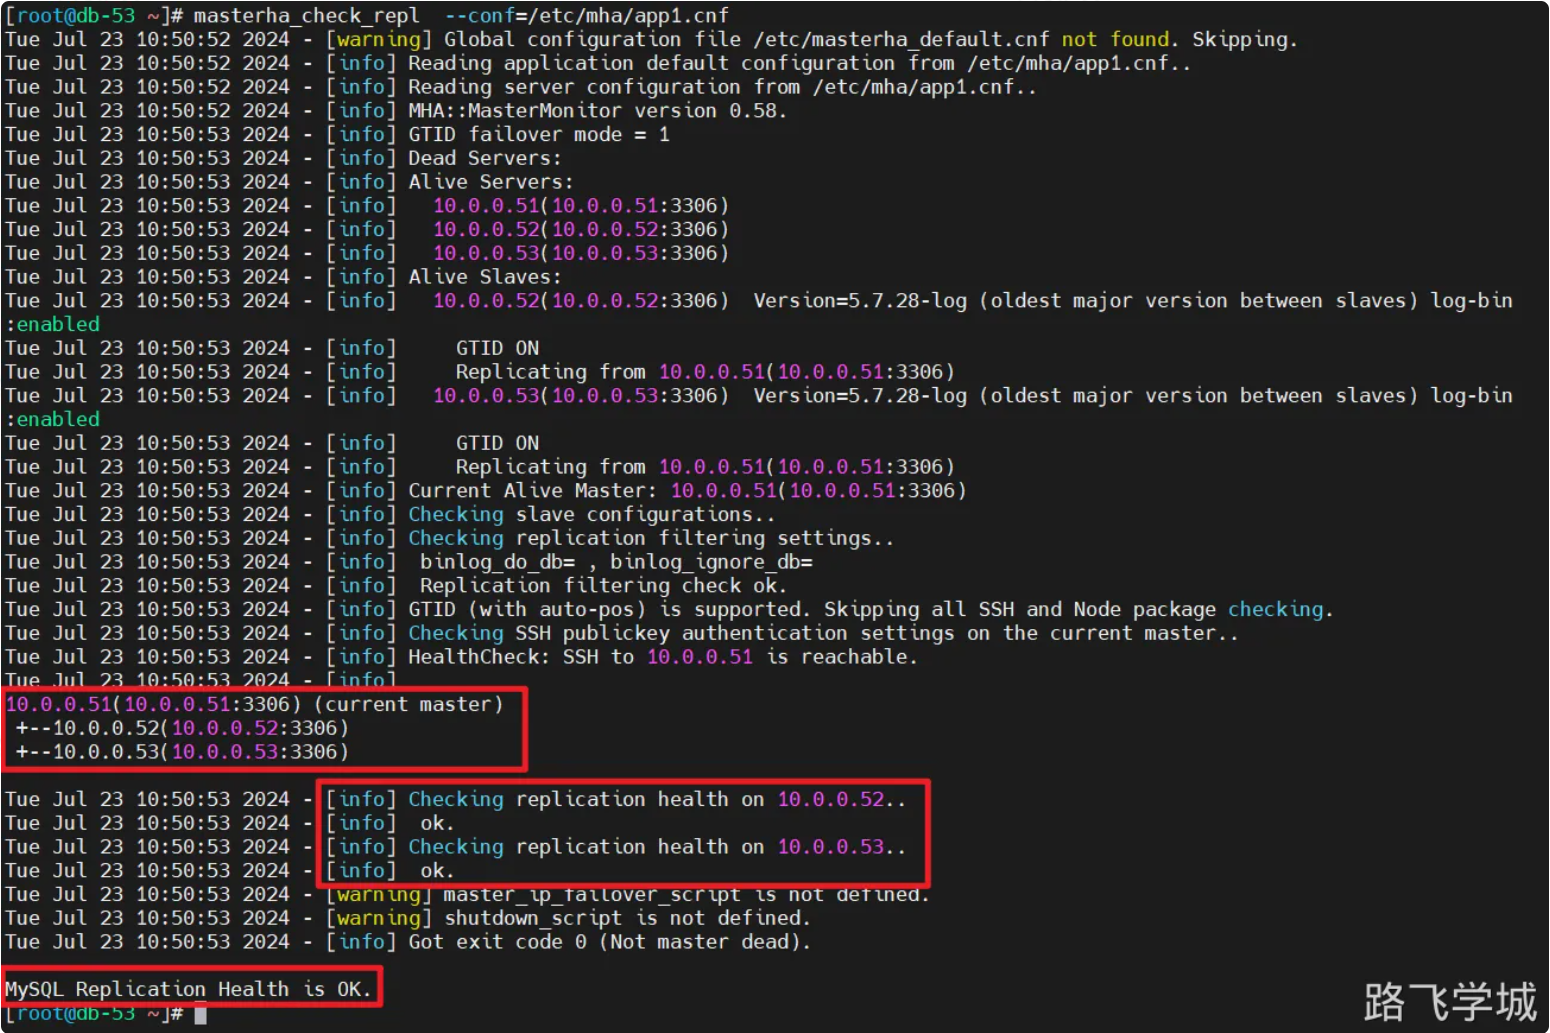 [root@db-53 ~]# masterha_check_repl  --conf=/etc/mha/app1.cnf
Tue Jul 23 10:50:52 2024 - [warning] Global configuration file /etc/masterha_default.cnf not found. Skipping.
Tue Jul 23 10:50:52 2024 - [info] Reading application default configuration from /etc/mha/app1.cnf..
Tue Jul 23 10:50:52 2024 - [info] Reading server configuration from /etc/mha/app1.cnf..
Tue Jul 23 10:50:52 2024 - [info] MHA::MasterMonitor version 0.58.
Tue Jul 23 10:50:53 2024 - [info] GTID failover mode = 1
Tue Jul 23 10:50:53 2024 - [info] Dead Servers:
Tue Jul 23 10:50:53 2024 - [info] Alive Servers:
Tue Jul 23 10:50:53 2024 - [info]   10.0.0.51(10.0.0.51:3306)
Tue Jul 23 10:50:53 2024 - [info]   10.0.0.52(10.0.0.52:3306)
Tue Jul 23 10:50:53 2024 - [info]   10.0.0.53(10.0.0.53:3306)
Tue Jul 23 10:50:53 2024 - [info] Alive Slaves:
Tue Jul 23 10:50:53 2024 - [info]   10.0.0.52(10.0.0.52:3306)  Version=5.7.28-log (oldest major version between slaves) log-bin
:enabled
Tue Jul 23 10:50:53 2024 - [info]     GTID ON
Tue Jul 23 10:50:53 2024 - [info]     Replicating from 10.0.0.51(10.0.0.51:3306)
Tue Jul 23 10:50:53 2024 - [info]   10.0.0.53(10.0.0.53:3306)  Version=5.7.28-log (oldest major version between slaves) log-bin
:enabled
Tue Jul 23 10:50:53 2024 - [info]     GTID ON
Tue Jul 23 10:50:53 2024 - [info]     Replicating from 10.0.0.51(10.0.0.51:3306)
Tue Jul 23 10:50:53 2024 - [info] Current Alive Master: 10.0.0.51(10.0.0.51:3306)
Tue Jul 23 10:50:53 2024 - [info] Checking slave configurations..
Tue Jul 23 10:50:53 2024 - [info] Checking replication filtering settings..
Tue Jul 23 10:50:53 2024 - [info]  binlog_do_db= , binlog_ignore_db=
Tue Jul 23 10:50:53 2024 - [info]  Replication filtering check ok.
Tue Jul 23 10:50:53 2024 - [info] GTID (with auto-pos) is supported. Skipping all SSH and Node package checking.
Tue Jul 23 10:50:53 2024 - [info] Checking SSH publickey authentication settings on the current master..
Tue Jul 23 10:50:53 2024 - [info] HealthCheck: SSH to 10.0.0.51 is reachable.
Tue Jul 23 10:50:53 2024 - [info]
10.0.0.51(10.0.0.51:3306) (current master)
 +--10.0.0.52(10.0.0.52:3306)
 +--10.0.0.53(10.0.0.53:3306)
Tue Jul 23 10:50:53 2024 - [info] Checking replication health on 10.0.0.52..
Tue Jul 23 10:50:53 2024 - [info]  ok.
Tue Jul 23 10:50:53 2024 - [info] Checking replication health on 10.0.0.53..
Tue Jul 23 10:50:53 2024 - [info]  ok.
Tue Jul 23 10:50:53 2024 - [warning] master_ip_failover_script is not defined.
Tue Jul 23 10:50:53 2024 - [warning] shutdown_script is not defined.
Tue Jul 23 10:50:53 2024 - [info] Got exit code 0 (Not master dead).
MySQL Replication Health is OK.
[root@db-53 ~]#
路飞学城